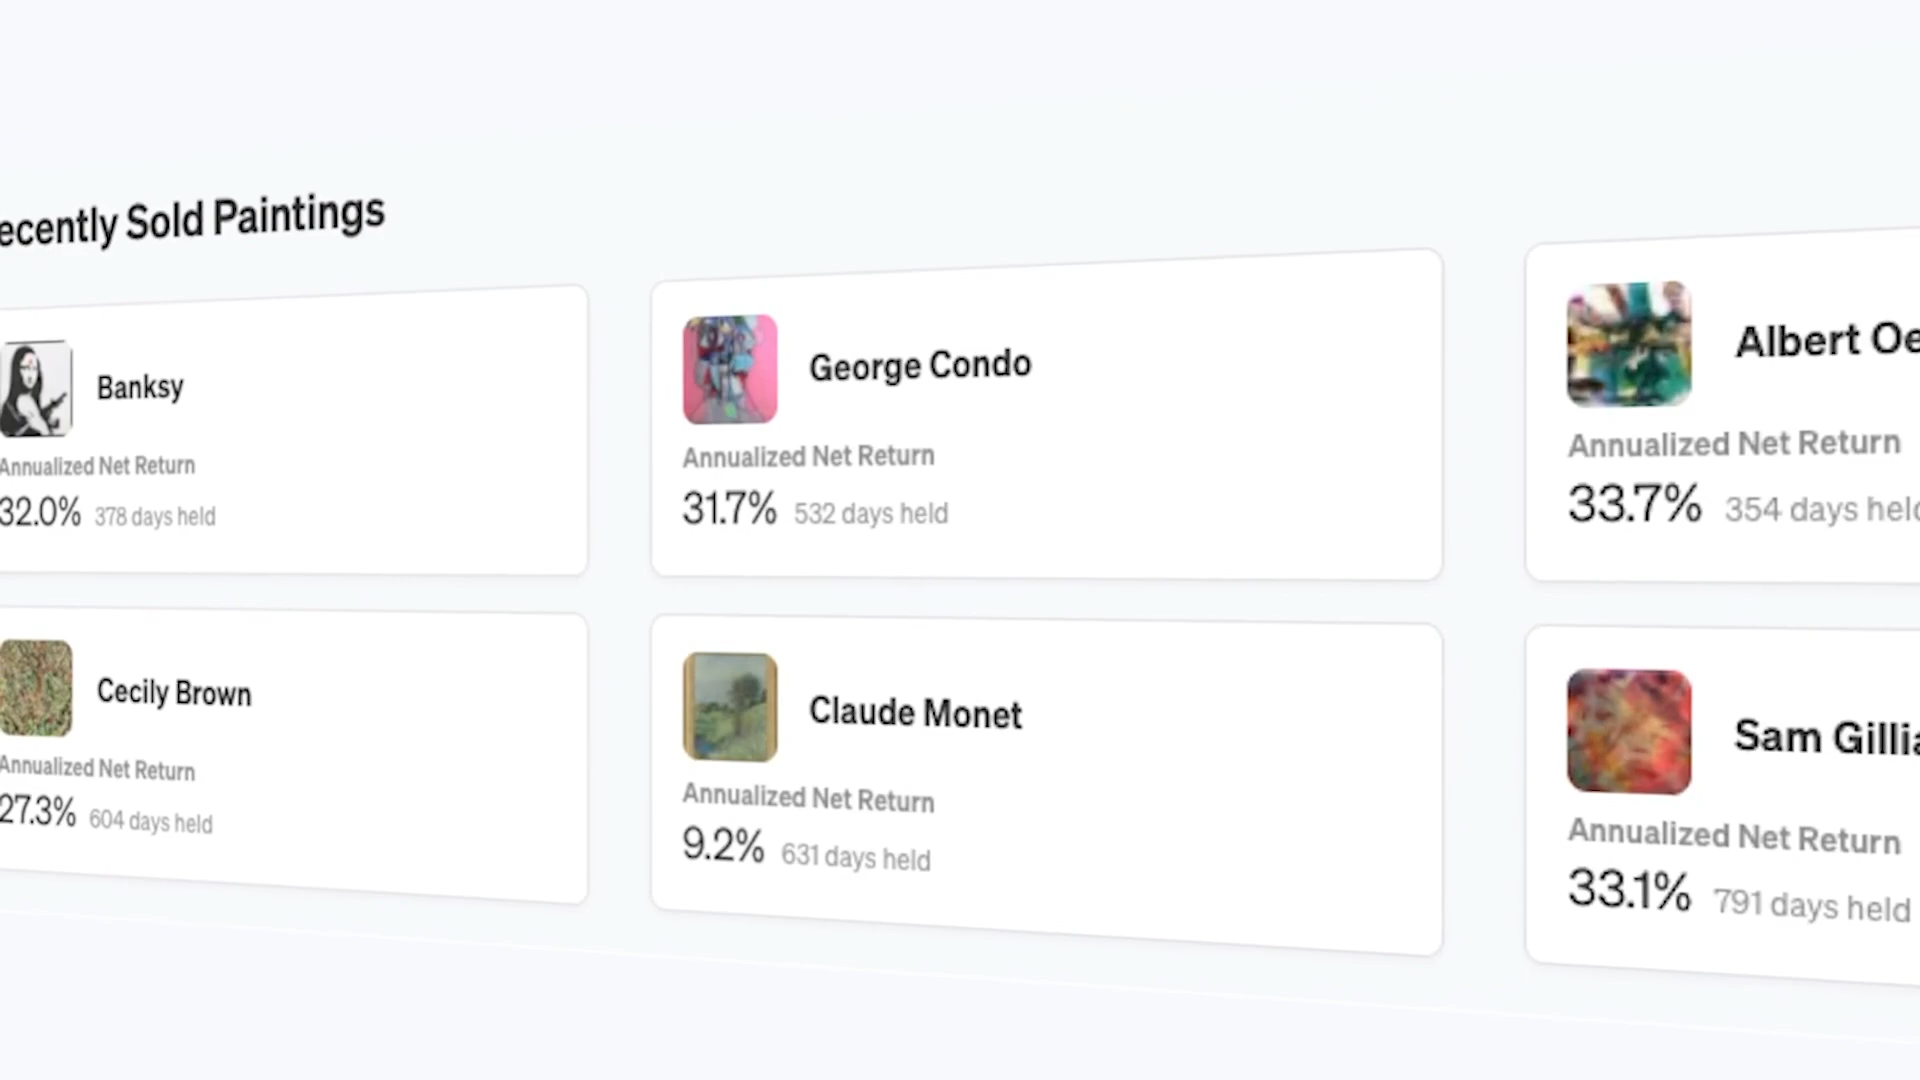 ecently Sold Paintings
Banksy
Annualized Net Return
32.0% 378 days held
George Condo
Annualized Net Return
31.7% 532 days held
Albert Oe
Annualized Net Return
33.7% 354 days held
Cecily Brown
Annualized Net Return
27.3% 604 days held
Claude Monet
Annualized Net Return
9.2% 631 days held
Sam Gillia
Annualized Net Return
33.1% 791 days held